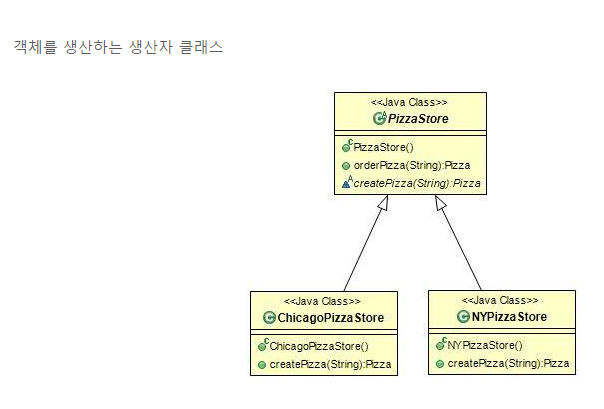 객체를 생산하는 생산자 클래스
<<Java Class>>
PizzaStore
PizzaStore()
orderPizza(String):Pizza
createPizza(String):Pizza
<<Java Class>>
ChicagoPizzaStore
ChicagoPizzaStore()
createPizza(String):Pizza
<<Java Class>>
NYPizzaStore
NYPizzaStore()
createPizza(String):Pizza